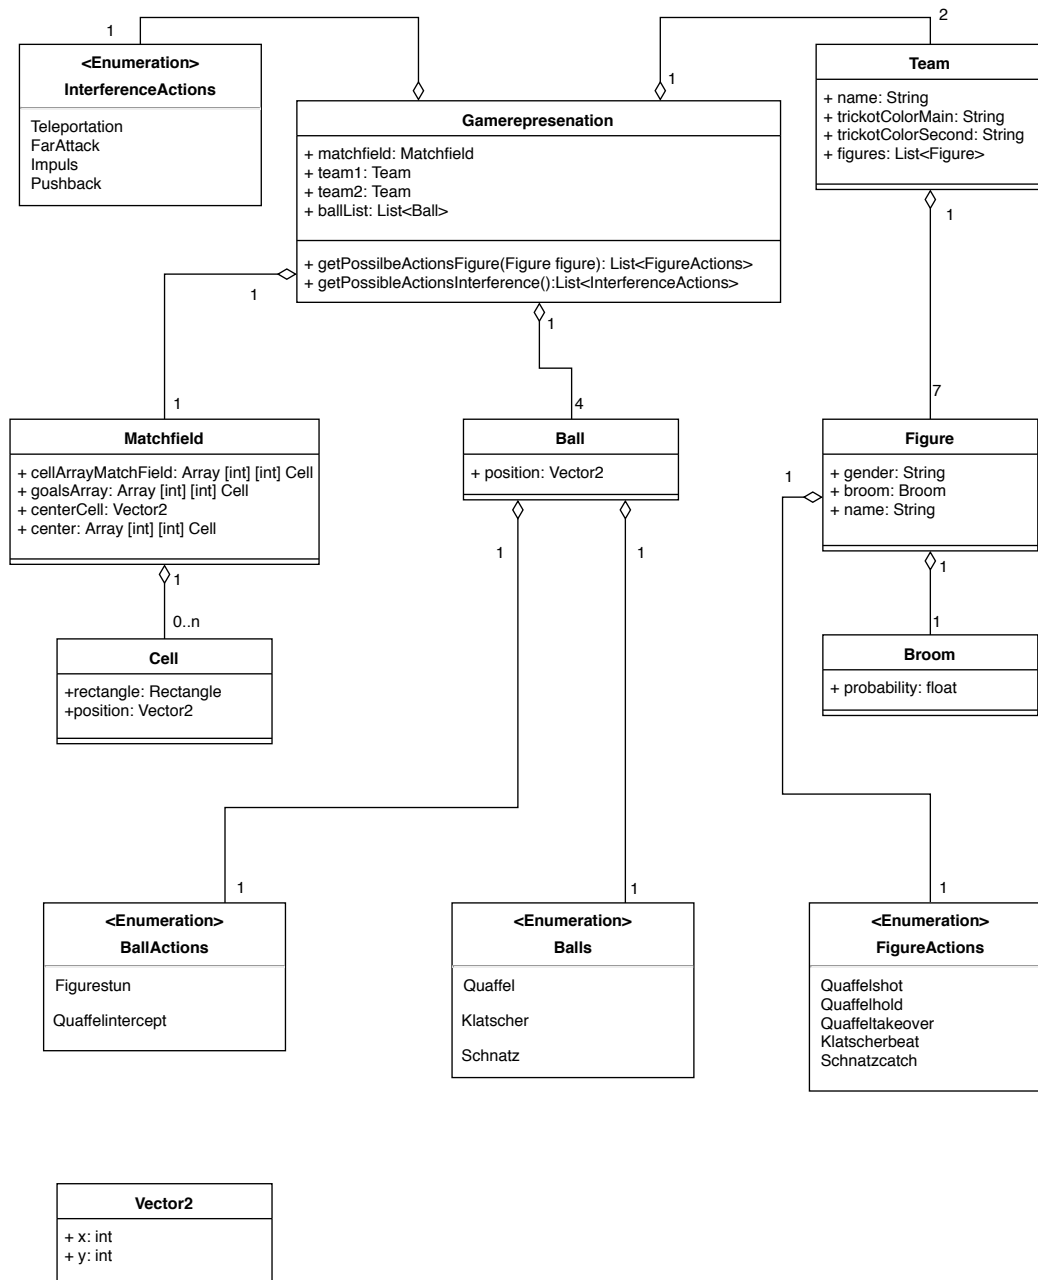 1
2
<Enumeration>
InterferenceActions
Teleportation
FarAttack
Impuls
Pushback
1
Gamerepresenation
+ matchfield: Matchfield
+ team1: Team
+ team2: Team
+ ballList: List<Ball>
+ getPossilbeActionsFigure(Figure figure): List<FigureActions>
+ getPossibleActionsInterference():List<InterferenceActions>
Team
+ name: String
+ trickotColorMain: String
+ trickotColorSecond: String
+ figures: List<Figure>
1
1
1
1
4
7
Matchfield
+ cellArrayMatchField: Array [int] [int] Cell
+ goalsArray: Array [int] [int] Cell
+ centerCell: Vector2
+ center: Array [int] [int] Cell
Ball
+ position: Vector2
1
Figure
+ gender: String
+ broom: Broom
+ name: String
1
1
1
1
0..n
1
Cell
+rectangle: Rectangle
+position: Vector2
Broom
+ probability: float
1
1
1
<Enumeration>
BallActions
Figurestun
Quaffelintercept
<Enumeration>
Balls
Quaffel
Klatscher
Schnatz
<Enumeration>
FigureActions
Quaffelshot
Quaffelhold
Quaffeltakeover
Klatscherbeat
Schnatzcatch
Vector2
+ x: int
+ y: int